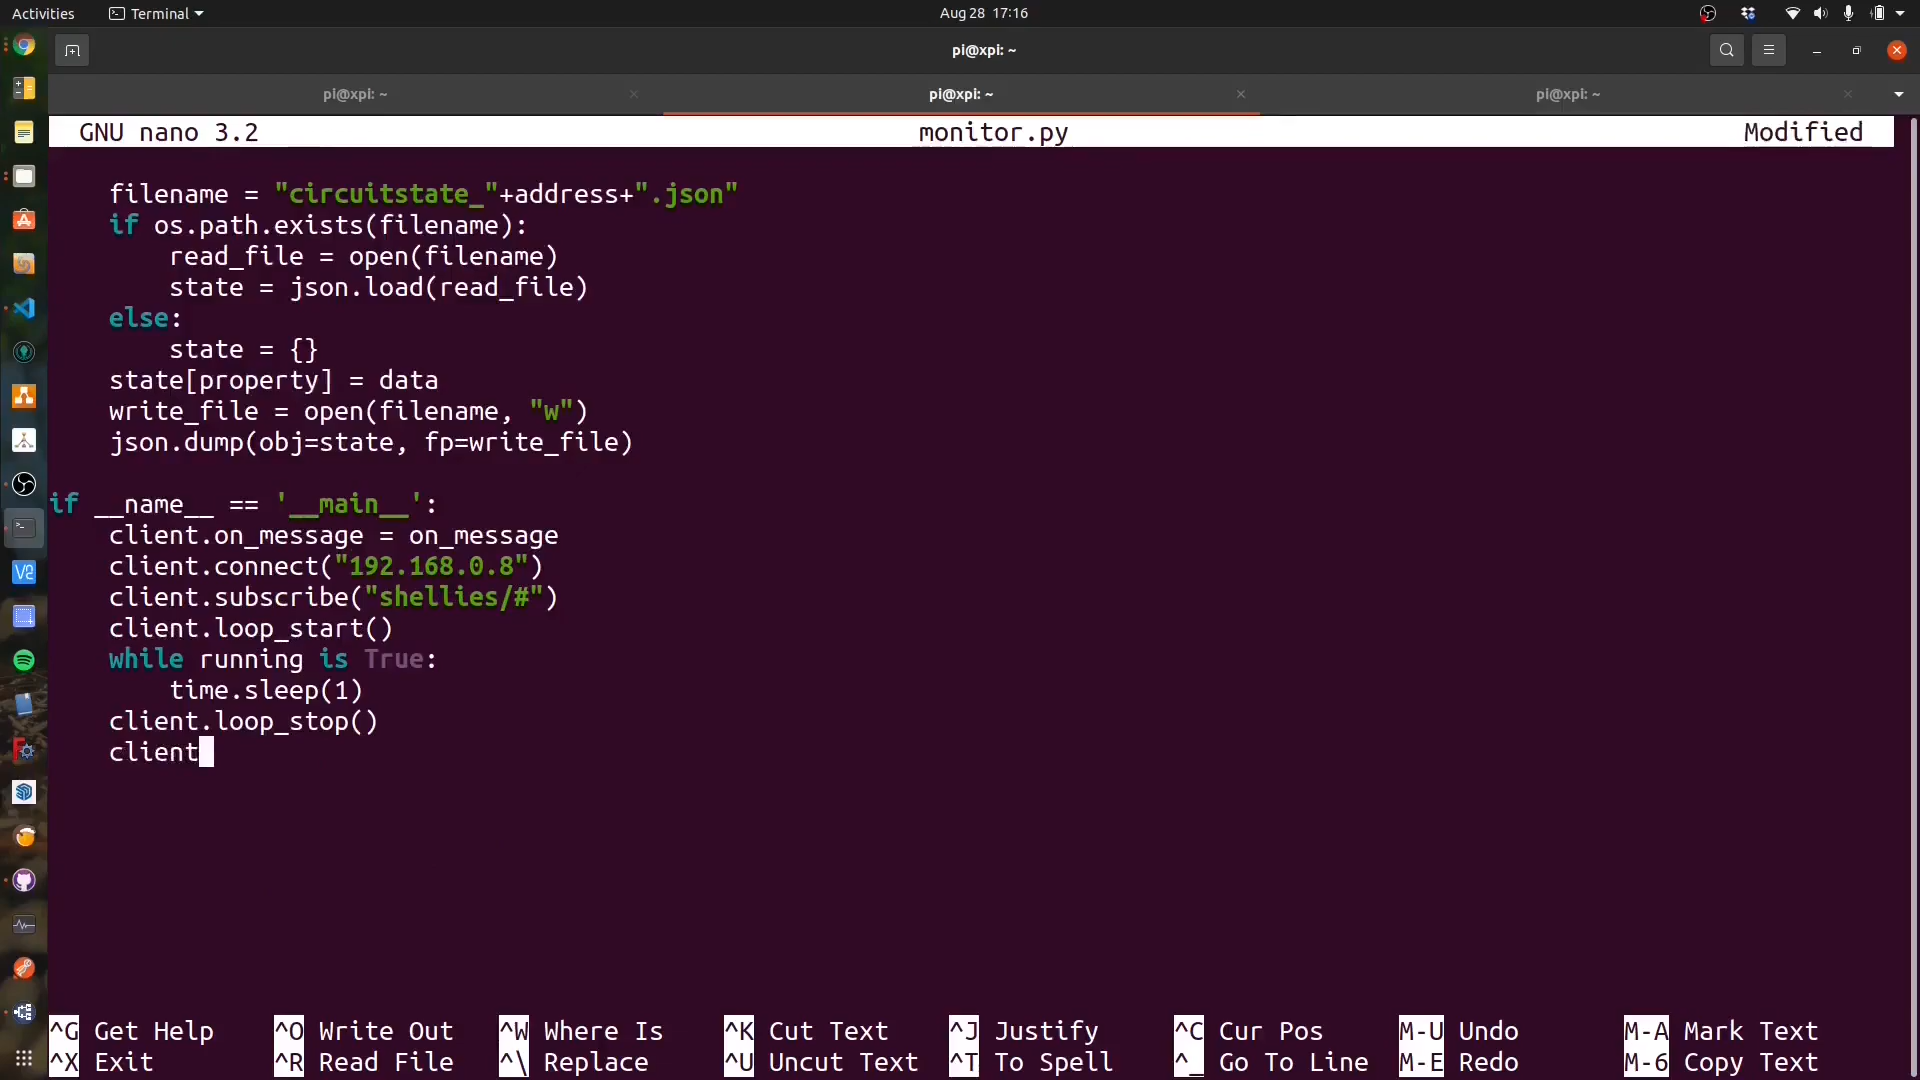 Activities Terminal Aug 28 17:16
pi@xpi: ~
pi@xpi: ~ pi@xpi: ~ pi@xpi: ~
GNU nano 3.2 monitor.py Modified
    filename = "circuitstate_"+address+".json"
    if os.path.exists(filename):
        read_file = open(filename)
        state = json.load(read_file)
    else:
        state = {}
    state[property] = data
    write_file = open(filename, "w")
    json.dump(obj=state, fp=write_file)
if __name__ == '__main__':
    client.on_message = on_message
    client.connect("192.168.0.8")
    client.subscribe("shellies/#")
    client.loop_start()
    while running is True:
        time.sleep(1)
    client.loop_stop()
    client
^G Get Help ^O Write Out ^W Where Is ^K Cut Text ^J Justify ^C Cur Pos M-U Undo M-A Mark Text
^X Exit ^R Read File ^\ Replace ^U Uncut Text ^T To Spell ^_ Go To Line M-E Redo M-6 Copy Text